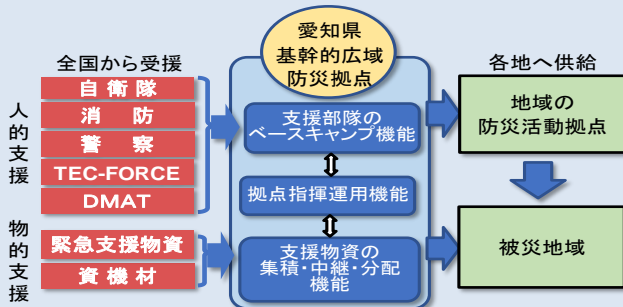 愛知県
基幹的広域
防災拠点
全国から受援
各地へ供給
人的支援
自衛隊
消防
警察
TEC-FORCE
DMAT
物的支援
緊急支援物資
資機材
支援部隊の
ベースキャンプ機能
拠点指揮運用機能
支援物資の
集積・中継・分配
機能
地域の
防災活動拠点
被災地域